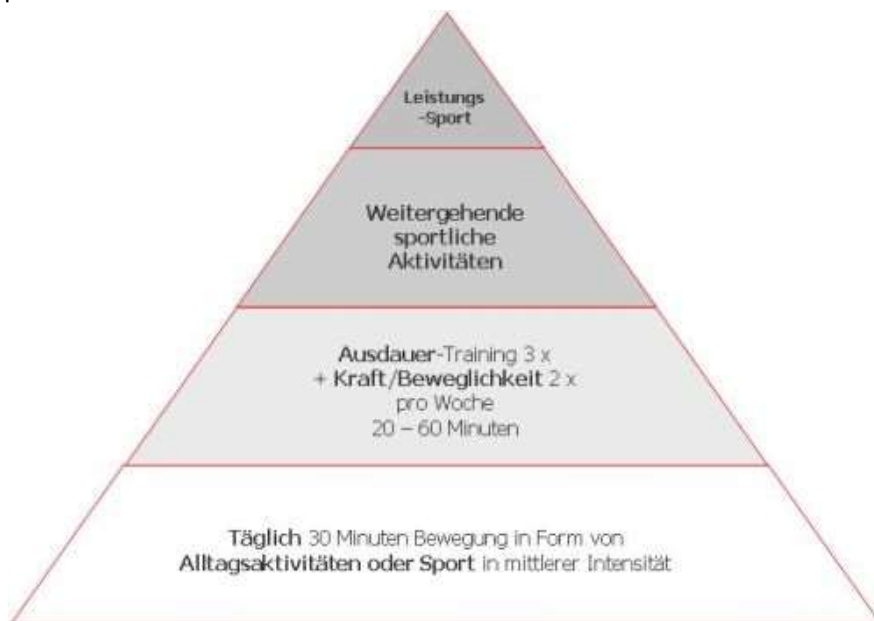 Leistungs
-Sport
Weitergehende
sportliche
Aktivitäten
Ausdauer-Training 3 x
+ Kraft/Beweglichkeit 2 x
pro Woche
20 – 60 Minuten
Täglich 30 Minuten Bewegung in Form von
Alltagsaktivitäten oder Sport in mittlerer Intensität